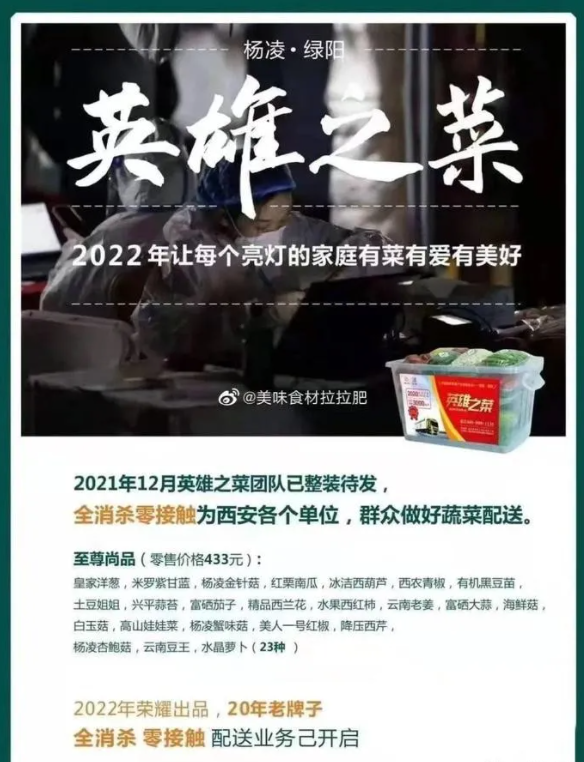 杨凌·绿阳
英雄之菜
2022年让每个亮灯的家庭有菜有爱有美好
英雄之菜
@美味食材拉拉肥
2021年12月英雄之菜团队已整装待发，
全消杀零接触为西安各个单位，群众做好蔬菜配送。
至尊尚品（零售价格433元）：
皇家洋葱，米罗紫甘蓝，杨凌金针菇，红栗南瓜，冰洁西葫芦，西农青椒，有机黑豆苗，
土豆姐姐，兴平蒜苔，富硒茄子，精品西兰花，水果西红柿，云南老姜，富硒大蒜，海鲜菇，
白玉菇，高山娃娃菜，杨凌蟹味菇，美人一号红椒，降压西芹，
杨凌杏鲍菇，云南豆王，水晶萝卜（23种 ）
2022年荣耀出品，20年老牌子
全消杀 零接触 配送业务己开启